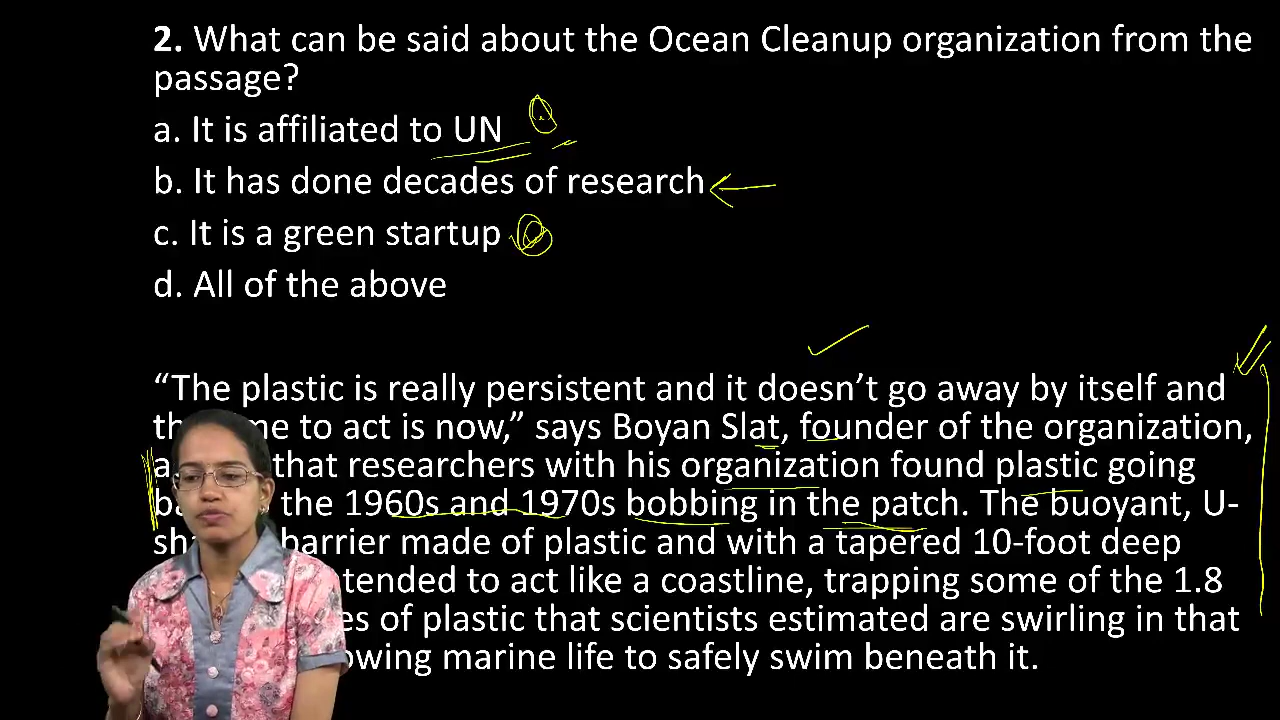 2. What can be said about the Ocean Cleanup organization from the
passage?
a. It is affiliated to UN
b. It has done decades of research
c. It is a green startup
d. All of the above
“The plastic is really persistent and it doesn’t go away by itself and
to act is now,” says Boyan Slat, founder of the organization,
that researchers with his organization found plastic going
the 1960s and 1970s bobbing in the patch. The buoyant, U-
barrier made of plastic and with a tapered 10-foot deep
to act like a coastline, trapping some of the 1.8
of plastic that scientists estimated are swirling in that
marine life to safely swim beneath it.